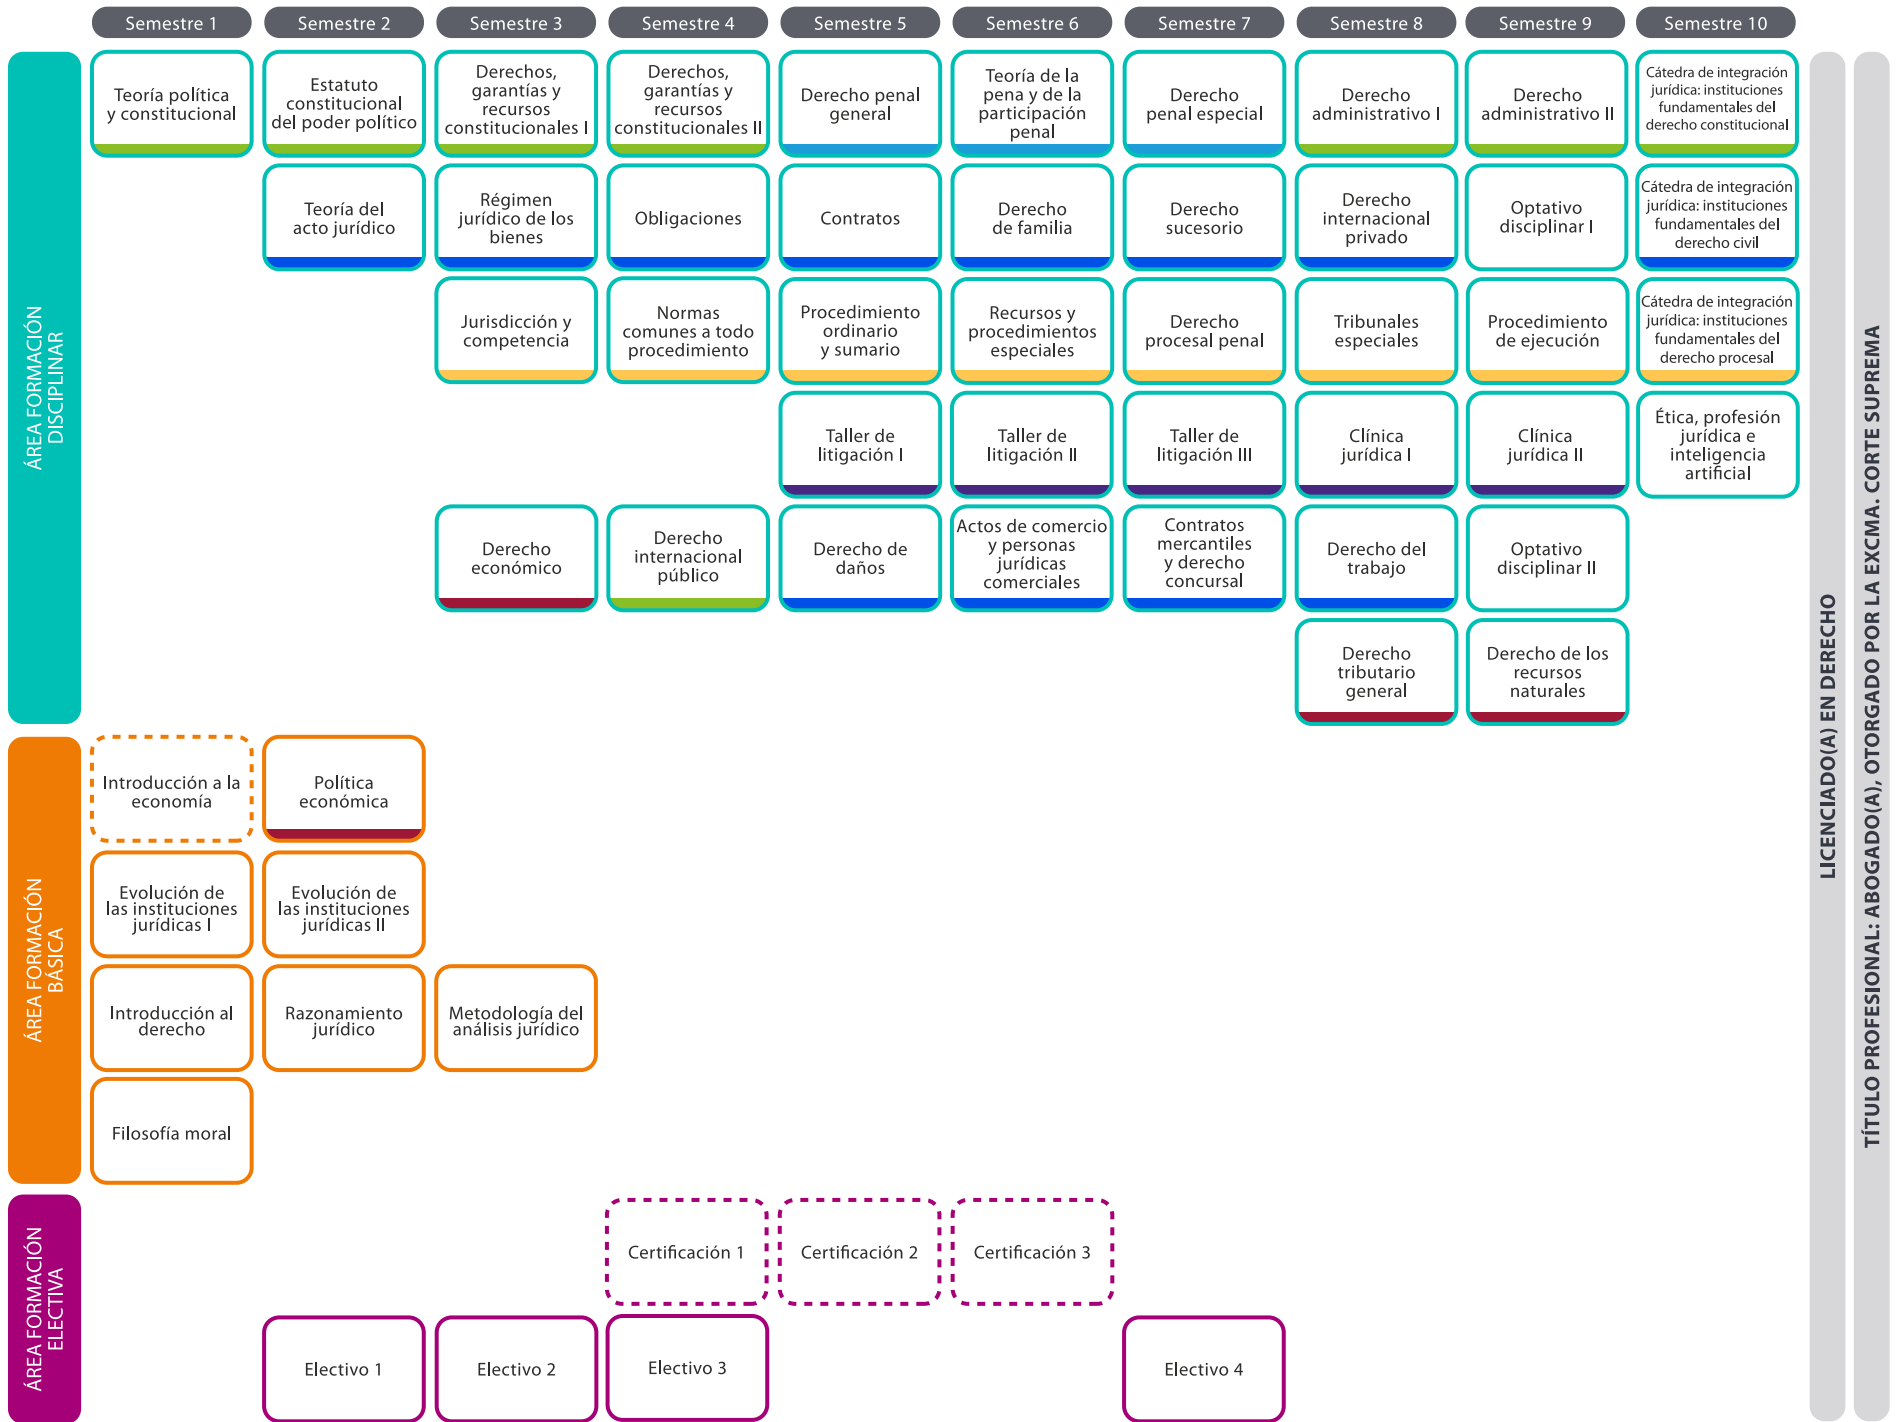 Semestre 1
Semestre 2
Semestre 3
Semestre 4
Semestre 5
Semestre 6
Semestre 7
Semestre 8
Semestre 9
Semestre 10
ÁREA FORMACIÓN
DISCIPLINAR
Teoría política
y constitucional
Estatuto
constitucional
del poder político
Derechos,
garantías y
recursos
constitucionales I
Derechos,
garantías y
recursos
constitucionales II
Derecho penal
general
Teoría de la
pena y de la
participación
penal
Derecho
penal especial
Derecho
administrativo I
Derecho
administrativo II
Cátedra de integración
jurídica: instituciones
fundamentales del
derecho constitucional
Teoría del
acto jurídico
Régimen
jurídico de los
bienes
Obligaciones
Contratos
Derecho
de familia
Derecho
sucesorio
Derecho
internacional
privado
Optativo
disciplinar I
Cátedra de integración
jurídica: instituciones
fundamentales del
derecho civil
Jurisdicción y
competencia
Normas
comunes a todo
procedimiento
Procedimiento
ordinario
y sumario
Recursos y
procedimientos
especiales
Derecho
procesal penal
Tribunales
especiales
Procedimiento
de ejecución
Cátedra de integración
jurídica: instituciones
fundamentales del
derecho procesal
Taller de
litigación I
Taller de
litigación II
Taller de
litigación III
Clínica
jurídica I
Clínica
jurídica II
Ética, profesión
jurídica e
inteligencia
artificial
Derecho
económico
Derecho
internacional
público
Derecho de
daños
Actos de comercio
y personas
jurídicas
comerciales
Contratos
mercantiles
y derecho
concursal
Derecho del
trabajo
Optativo
disciplinar II
Derecho
tributario
general
Derecho de los
recursos
naturales
ÁREA FORMACIÓN
BÁSICA
Introducción a la
economía
Política
económica
Evolución de
las instituciones
jurídicas I
Evolución de
las instituciones
jurídicas II
Introducción al
derecho
Razonamiento
jurídico
Metodología del
análisis jurídico
Filosofía moral
ÁREA FORMACIÓN
ELECTIVA
Certificación 1
Certificación 2
Certificación 3
Electivo 1
Electivo 2
Electivo 3
Electivo 4
LICENCIADO(A) EN DERECHO
TÍTULO PROFESIONAL: ABOGADO(A), OTORGADO POR LA EXCMA. CORTE SUPREMA